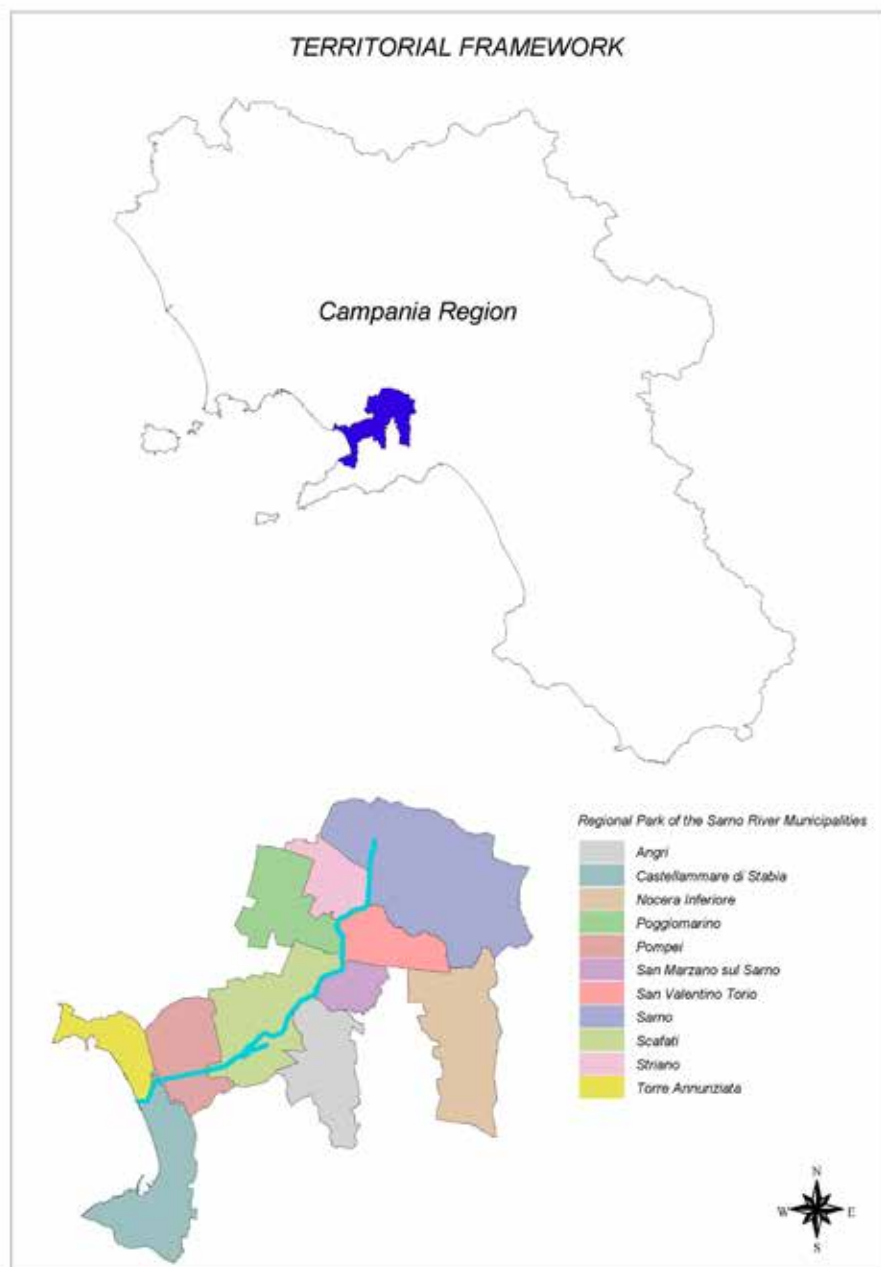 TERRITORIAL FRAMEWORK
Campania Region
Regional Park of the Sarno River Municipalities
Angri
Castellammare di Stabia
Nocera Inferiore
Poggiomarino
Pompei
San Marzano sul Sarno
San Valentino Torio
Sarno
Scafati
Striano
Torre Annunziata
N
W E
S